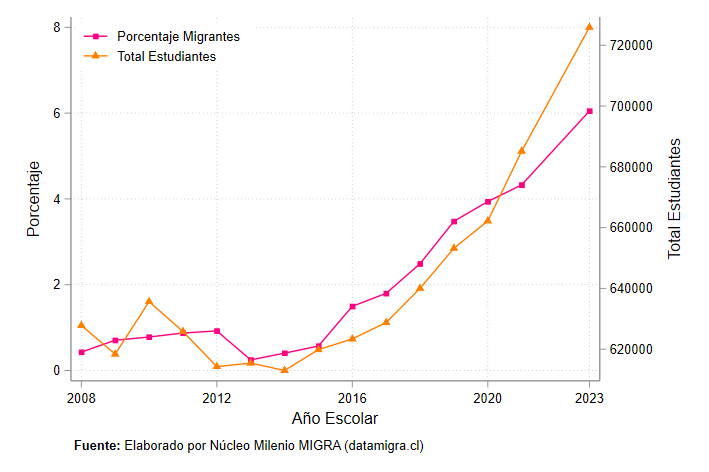 Porcentaje Migrantes
Total Estudiantes
8
6
4
2
0
Porcentaje
720000
700000
680000
660000
640000
620000
Total Estudiantes
2008
2012
2016
2020
2023
Año Escolar
Fuente: Elaborado por Núcleo Milenio MIGRA (datamigra.cl)